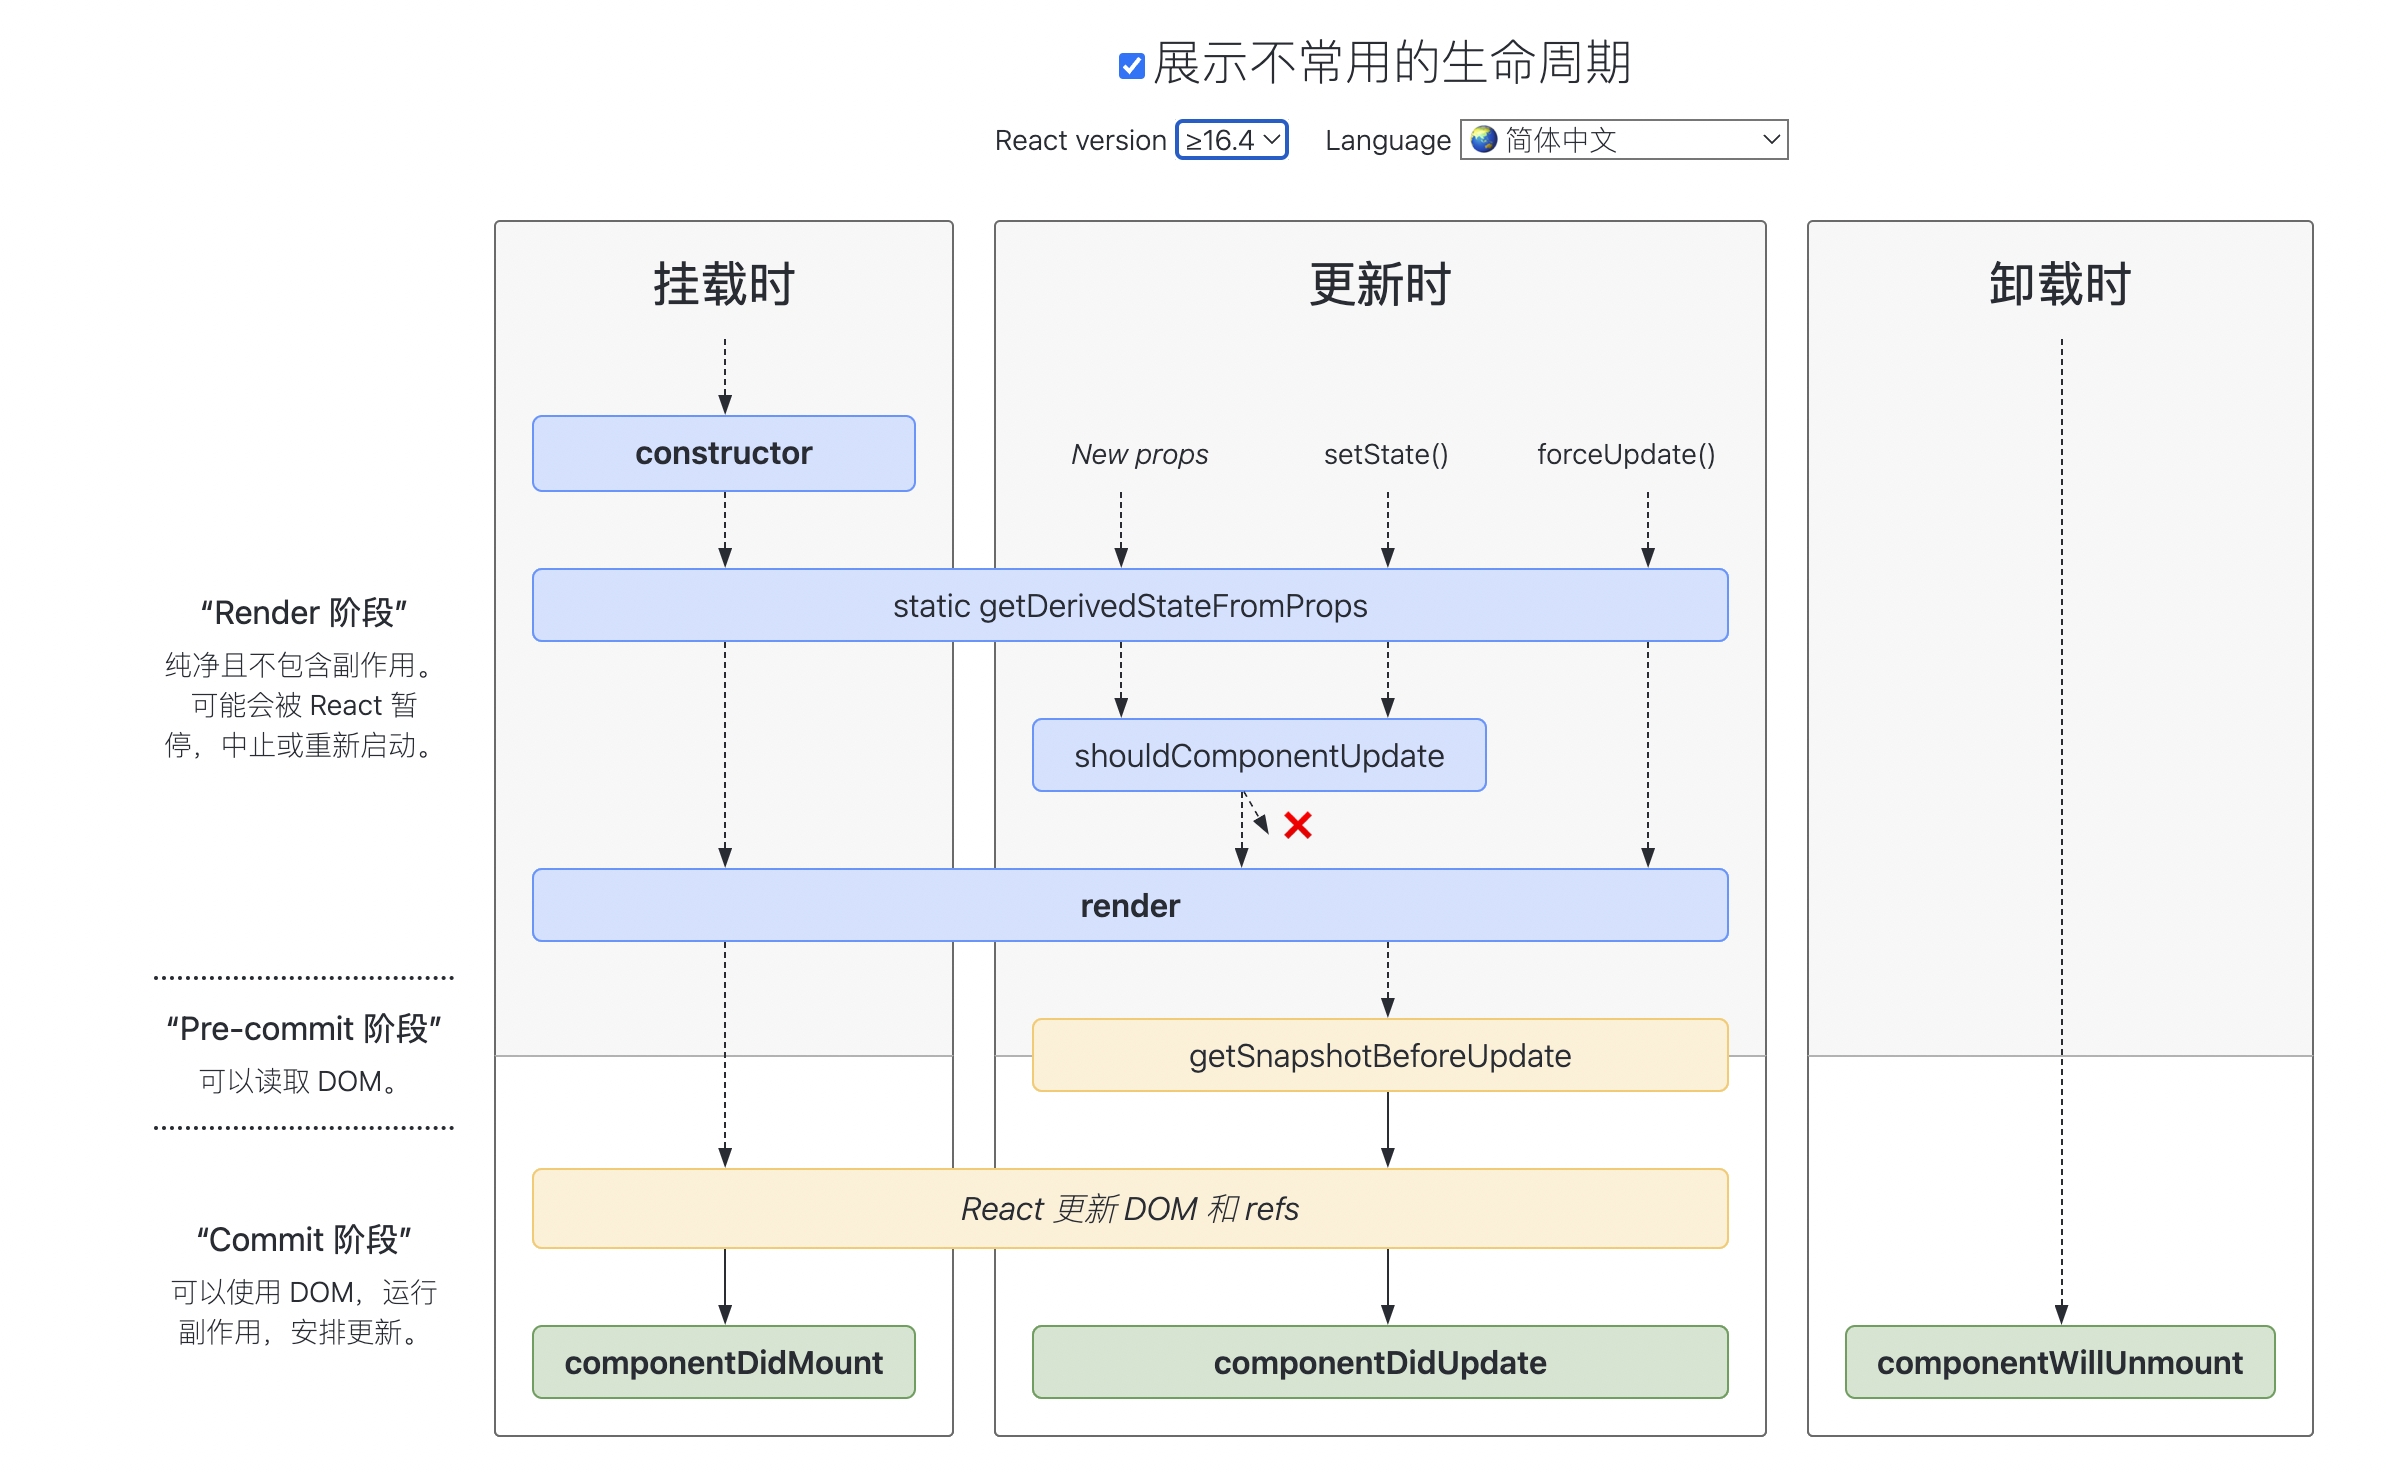 展示不常用的生命周期
React version ≥16.4 Language 🌏 简体中文
挂载时
更新时
卸载时
constructor
New props
setState()
forceUpdate()
static getDerivedStateFromProps
“Render 阶段”
纯净且不包含副作用。
可能会被 React 暂
停，中止或重新启动。
shouldComponentUpdate
render
“Pre-commit 阶段”
可以读取 DOM。
getSnapshotBeforeUpdate
React 更新 DOM 和 refs
“Commit 阶段”
可以使用 DOM，运行
副作用，安排更新。
componentDidMount
componentDidUpdate
componentWillUnmount